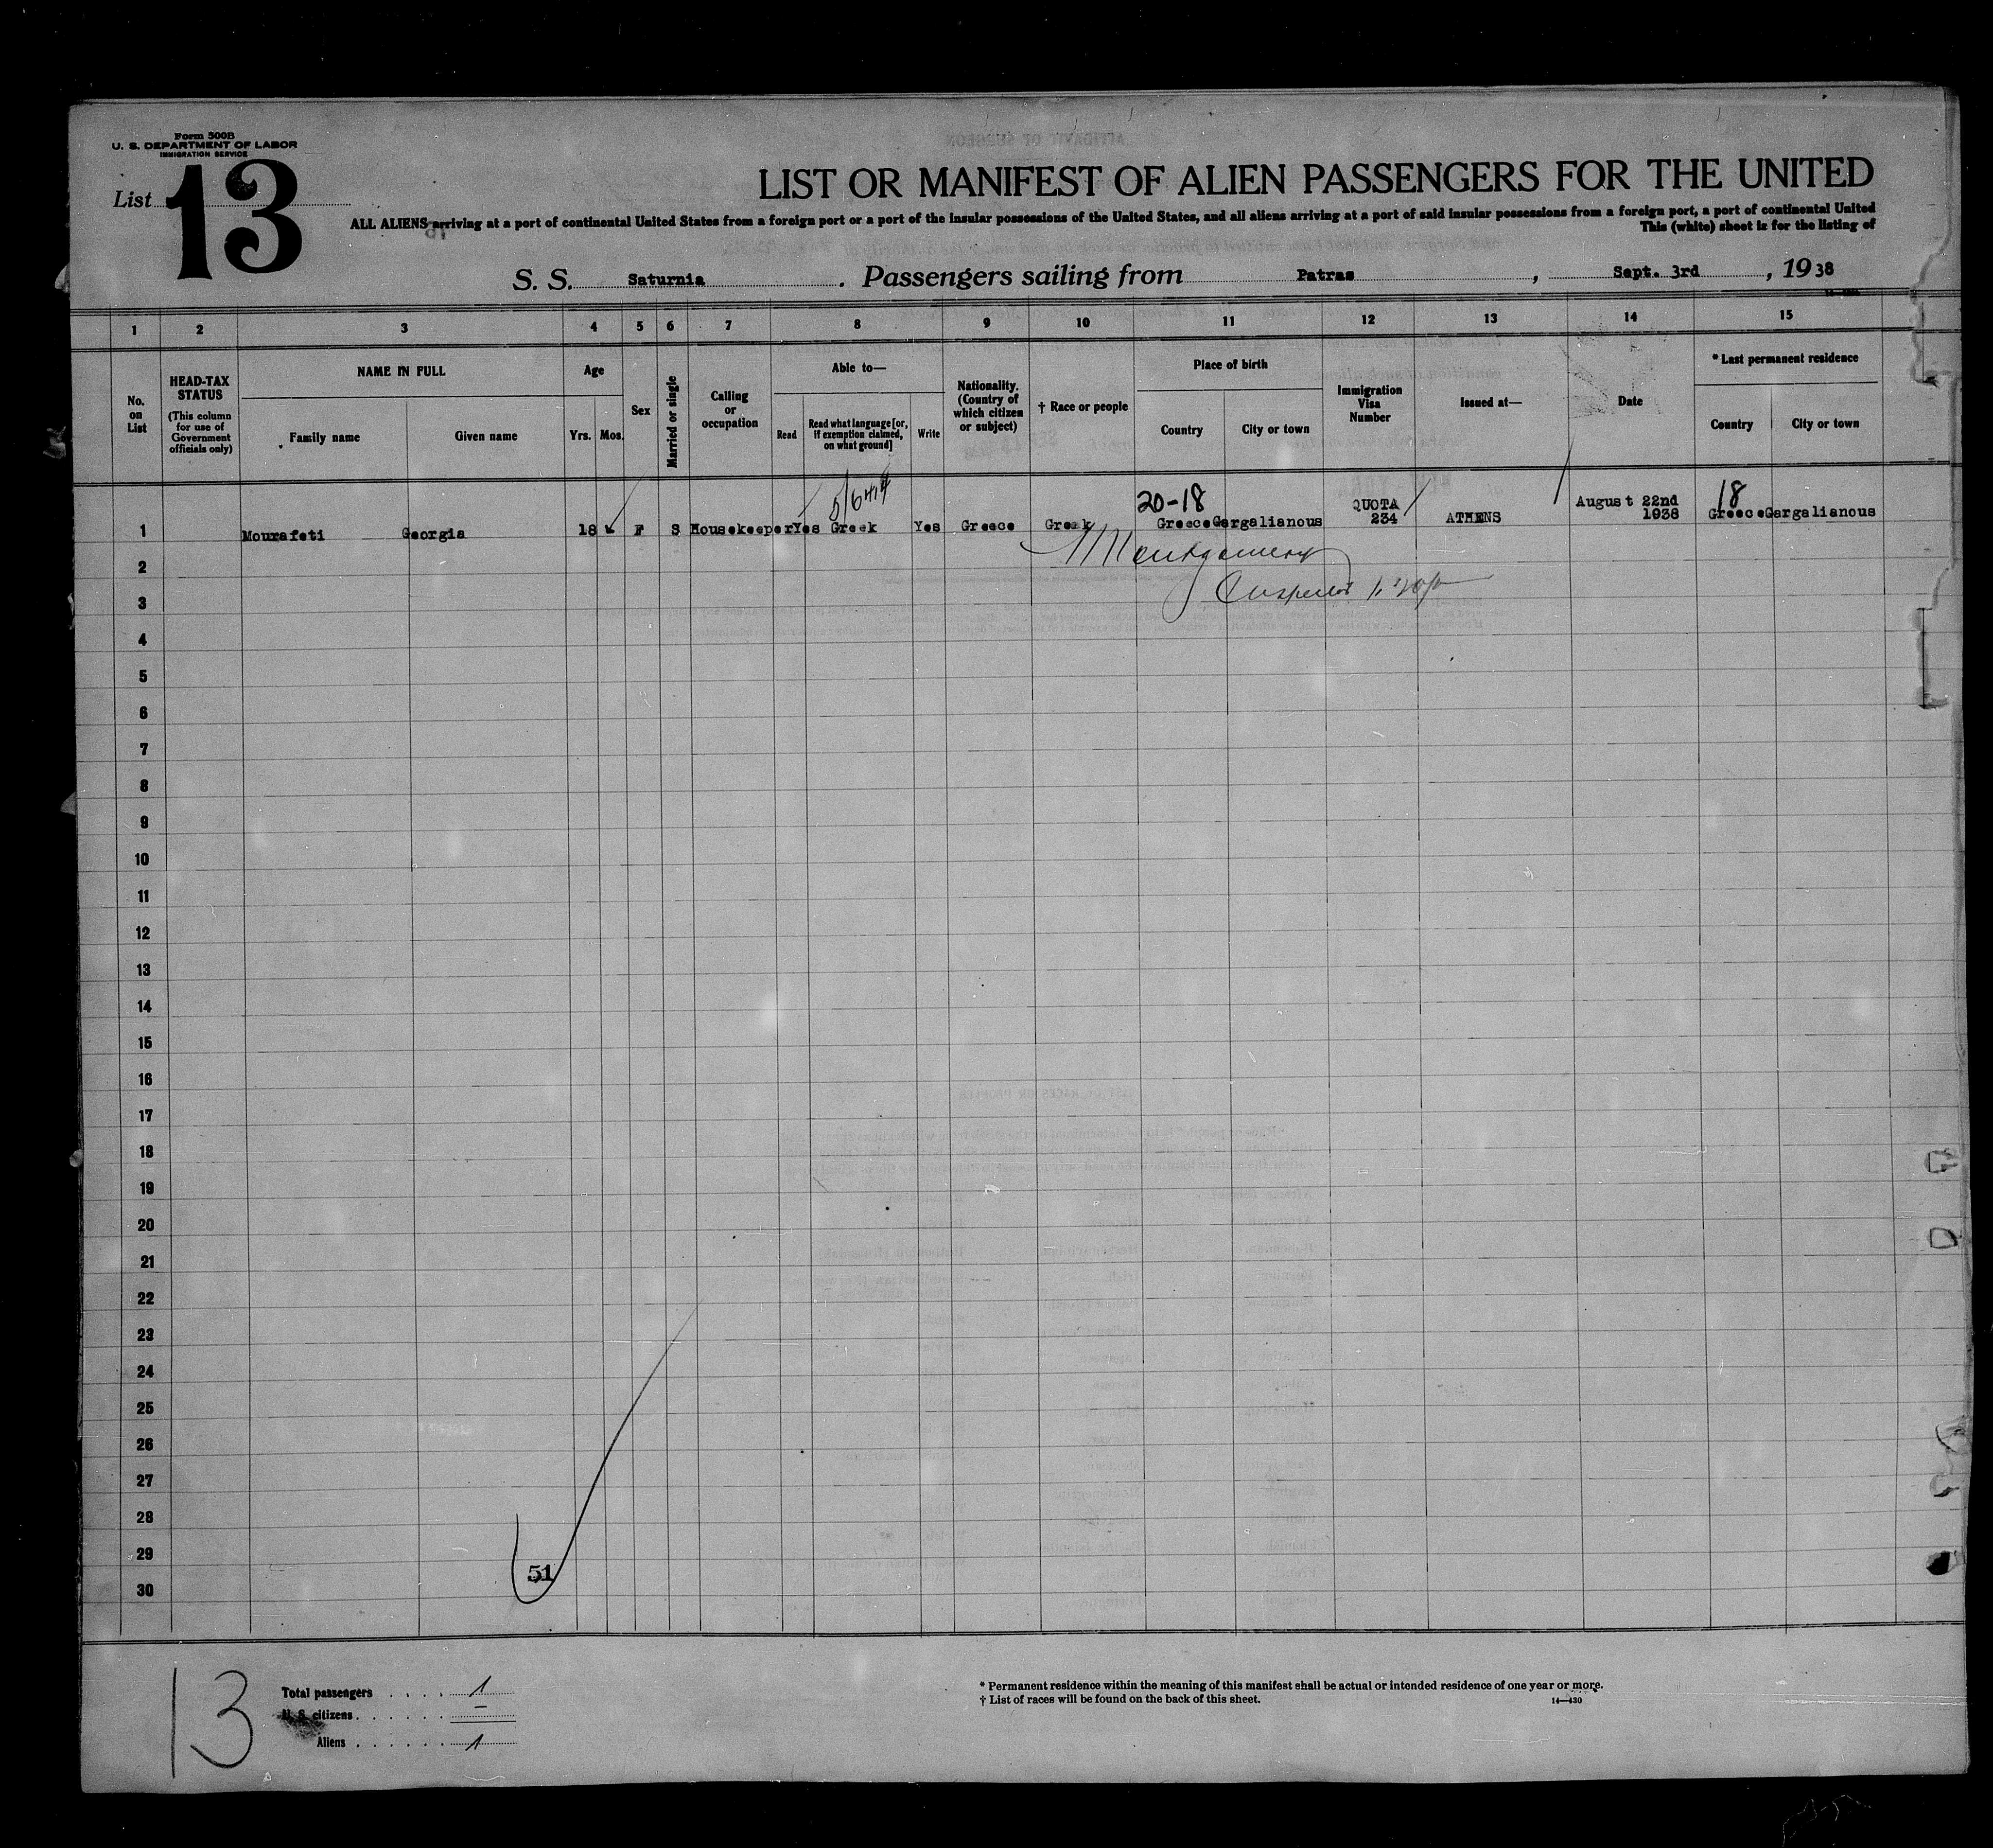 Form 500B
U. S. DEPARTMENT OF LABOR
IMMIGRATION SERVICE
List 13
LIST OR MANIFEST OF ALIEN PASSENGERS FOR THE UNITED
ALL ALIENS arriving at a port of continental United States from a foreign port or a port of the insular possessions of the United States, and all aliens arriving at a port of said insular possessions from a foreign port, a port of continental United
This (white) sheet is for the listing of
S. S. Saturnia . Passengers sailing from Patras , Sept. 3rd , 1938
1 2 3 4 5 6 7 8 9 10 11 12 13 14 15
No. on List
HEAD-TAX STATUS
(This column for use of Government officials only)
NAME IN FULL
Family name Given name
Age
Yrs. Mos.
Sex
Married or single
Calling or occupation
Able to—
Read
Read what language [or, if exemption claimed, on what ground]
Write
Nationality. (Country of which citizen or subject)
† Race or people
Place of birth
Country City or town
Immigration Visa Number
Issued at—
Date
* Last permanent residence
Country City or town
20-18 QUOTA August 22nd 18
1 Mourafeti Georgia 18 F S Housekeeper Yes Greek Yes Greece Greek Greece Gargalianous 234 ATHENS 1938 Greece Gargalianous
Montgomery
2
Inspector
3
4
5
6
7
8
9
10
11
12
13
14
15
16
17
18
19
20
21
22
23
24
25
26
27
28
29
51
30
13
Total passengers . . . . 1
U. S. citizens . . . . . . —
Aliens . . . . . . 1
* Permanent residence within the meaning of this manifest shall be actual or intended residence of one year or more.
† List of races will be found on the back of this sheet.
14—430